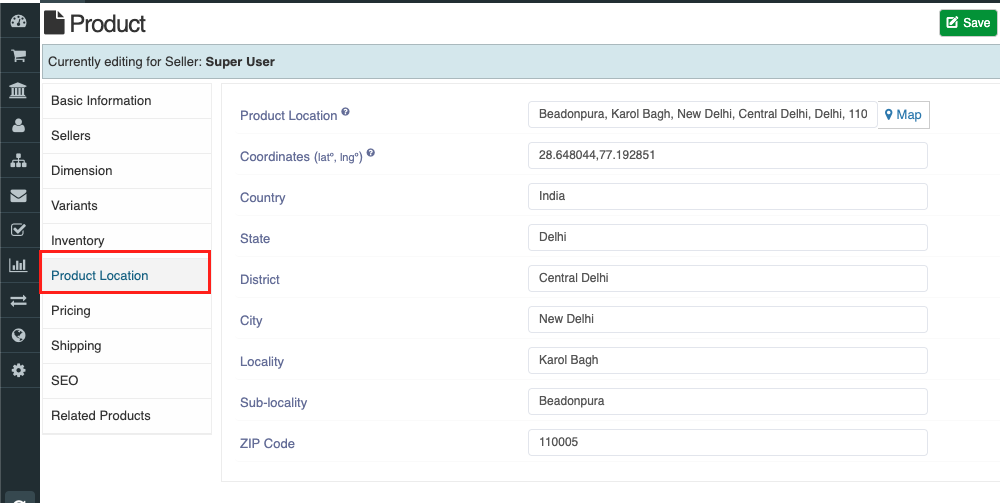 Product
Save
Currently editing for Seller: Super User
Basic Information
Sellers
Dimension
Variants
Inventory
Product Location
Pricing
Shipping
SEO
Related Products
Product Location ?
Beadonpura, Karol Bagh, New Delhi, Central Delhi, Delhi, 110
Map
Coordinates (lat°, lng°) ?
28.648044,77.192851
Country
India
State
Delhi
District
Central Delhi
City
New Delhi
Locality
Karol Bagh
Sub-locality
Beadonpura
ZIP Code
110005